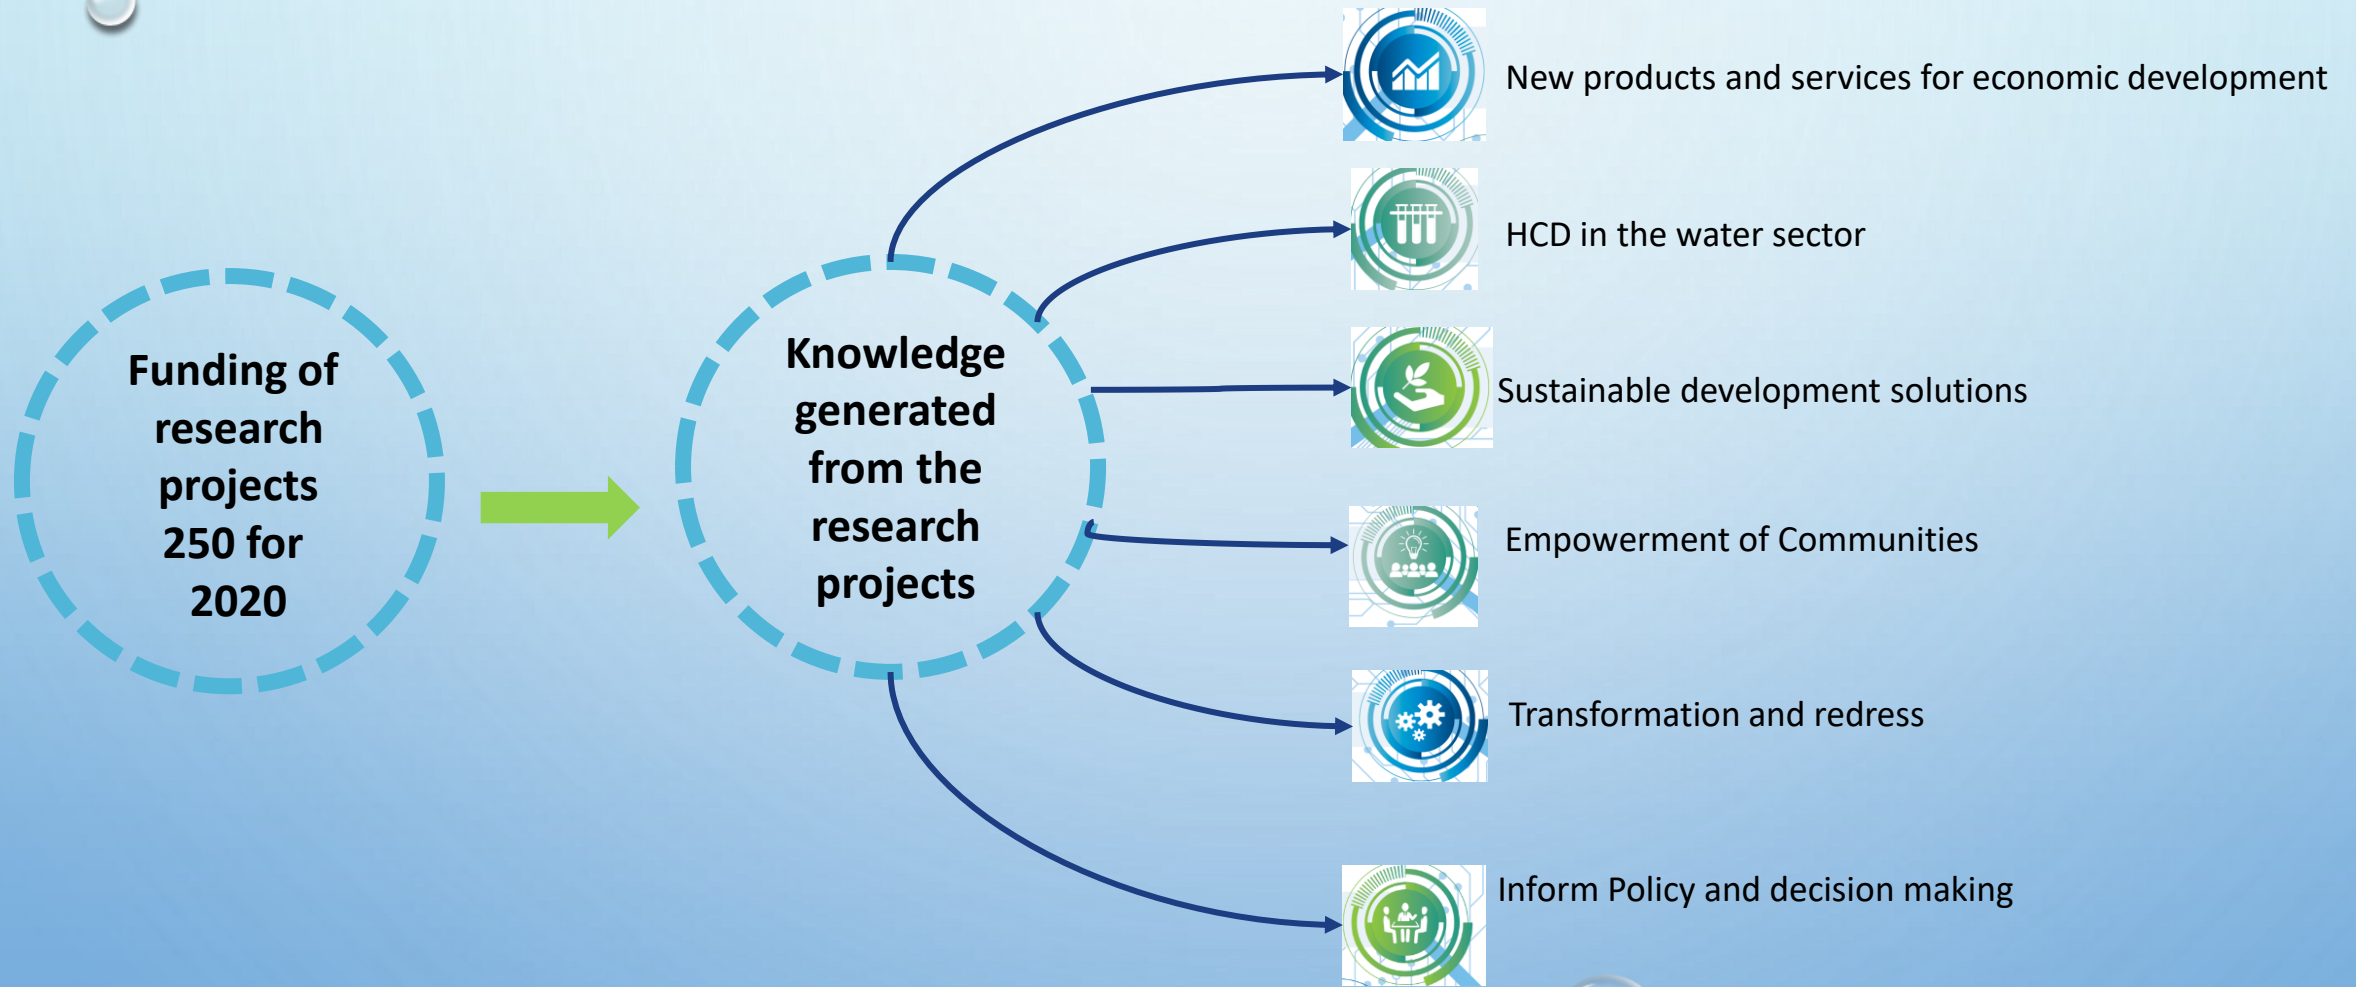 Funding of
research
projects
250 for
2020
Knowledge
generated
from the
research
projects
New products and services for economic development
HCD in the water sector
Sustainable development solutions
Empowerment of Communities
Transformation and redress
Inform Policy and decision making